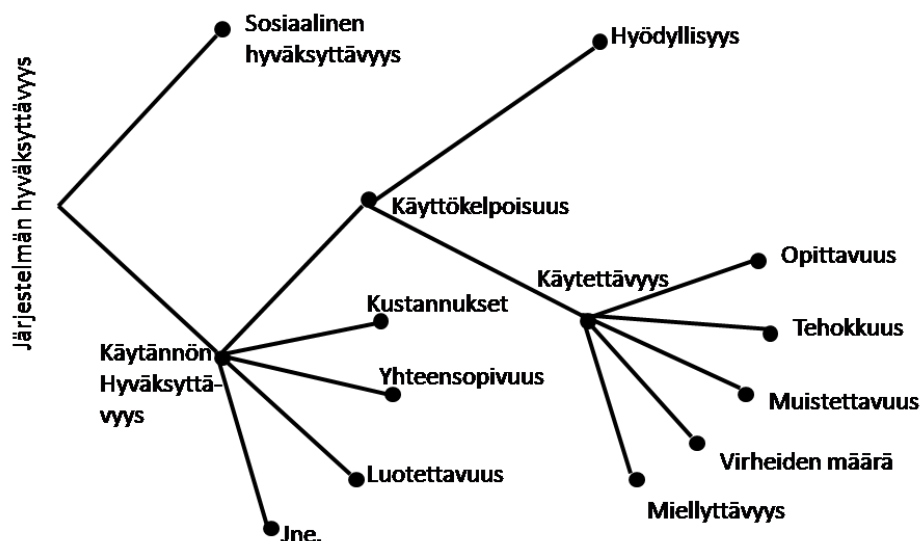 Järjestelmän hyväksyttävyys
Sosiaalinen
hyväksyttävyys
Hyödyllisyys
Käyttökelpoisuus
Käytettävyys
Opittavuus
Tehokkuus
Muistettavuus
Virheiden määrä
Miellyttävyys
Käytännön
Hyväksyttä-
vyys
Kustannukset
Yhteensopivuus
Luotettavuus
Jne.